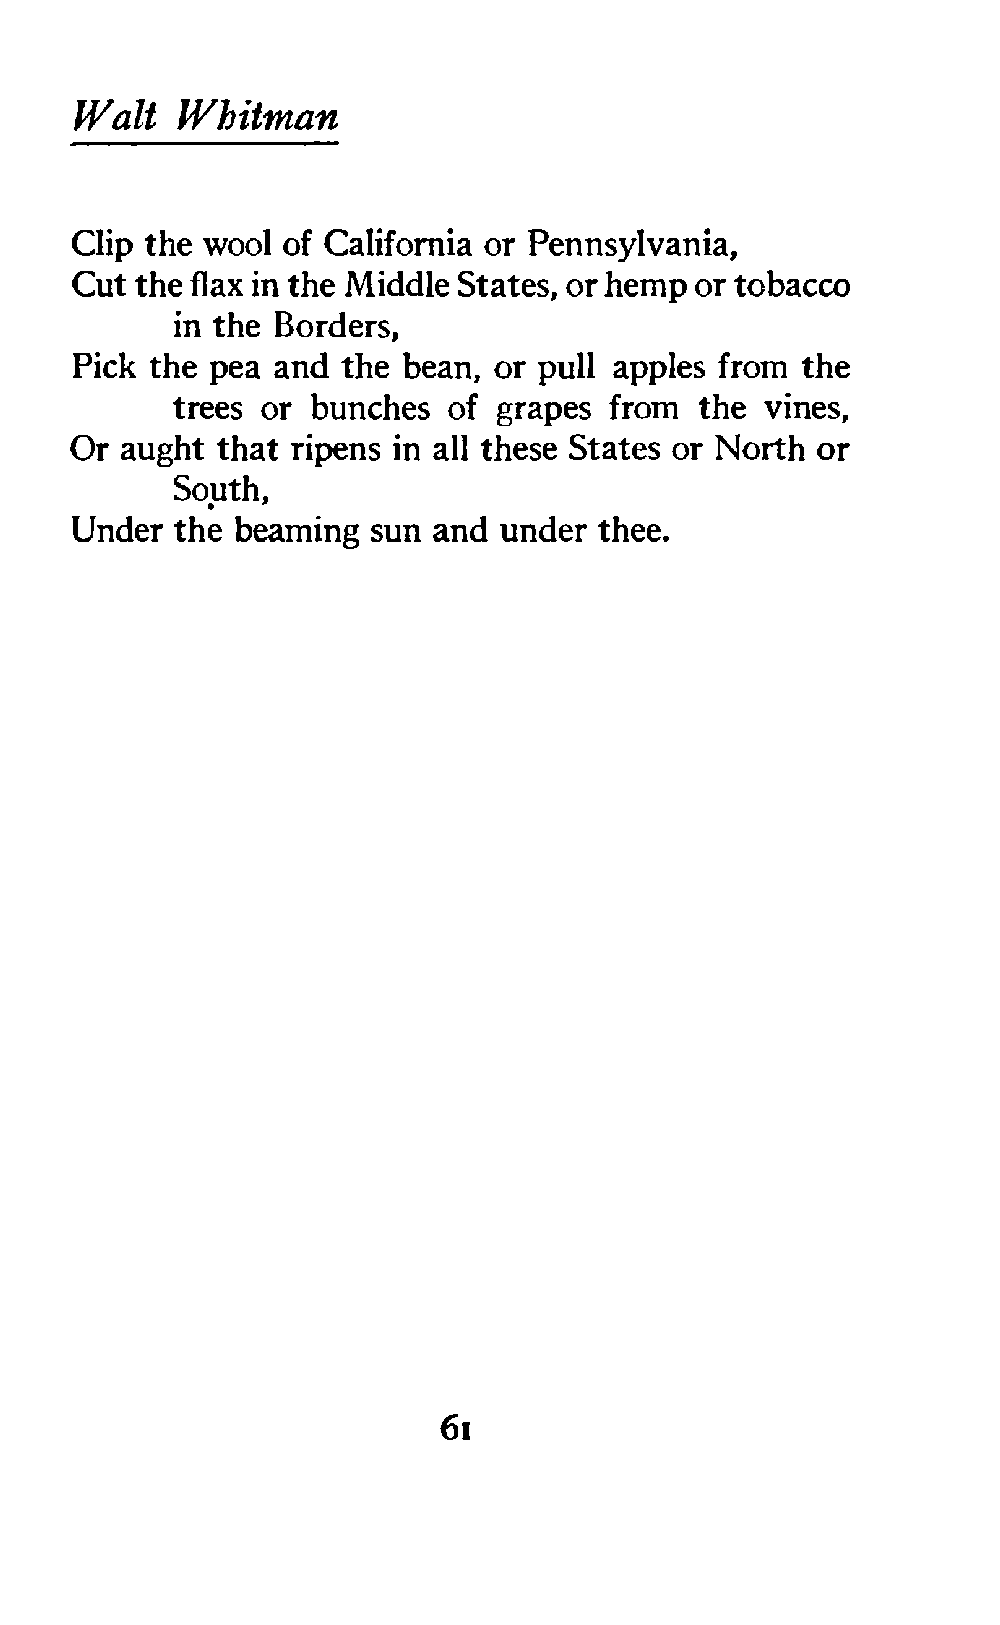 Walt Whitman
Clip the wool of California or Pennsylvania,
Cut the flax in the Middle States, or hemp or tobacco
in the Borders,
Pick the pea and the bean, or pull apples from the
trees or bunches of grapes from the vines,
Or aught that ripens in all these States or North or
South,
Under the beaming sun and under thee.
61